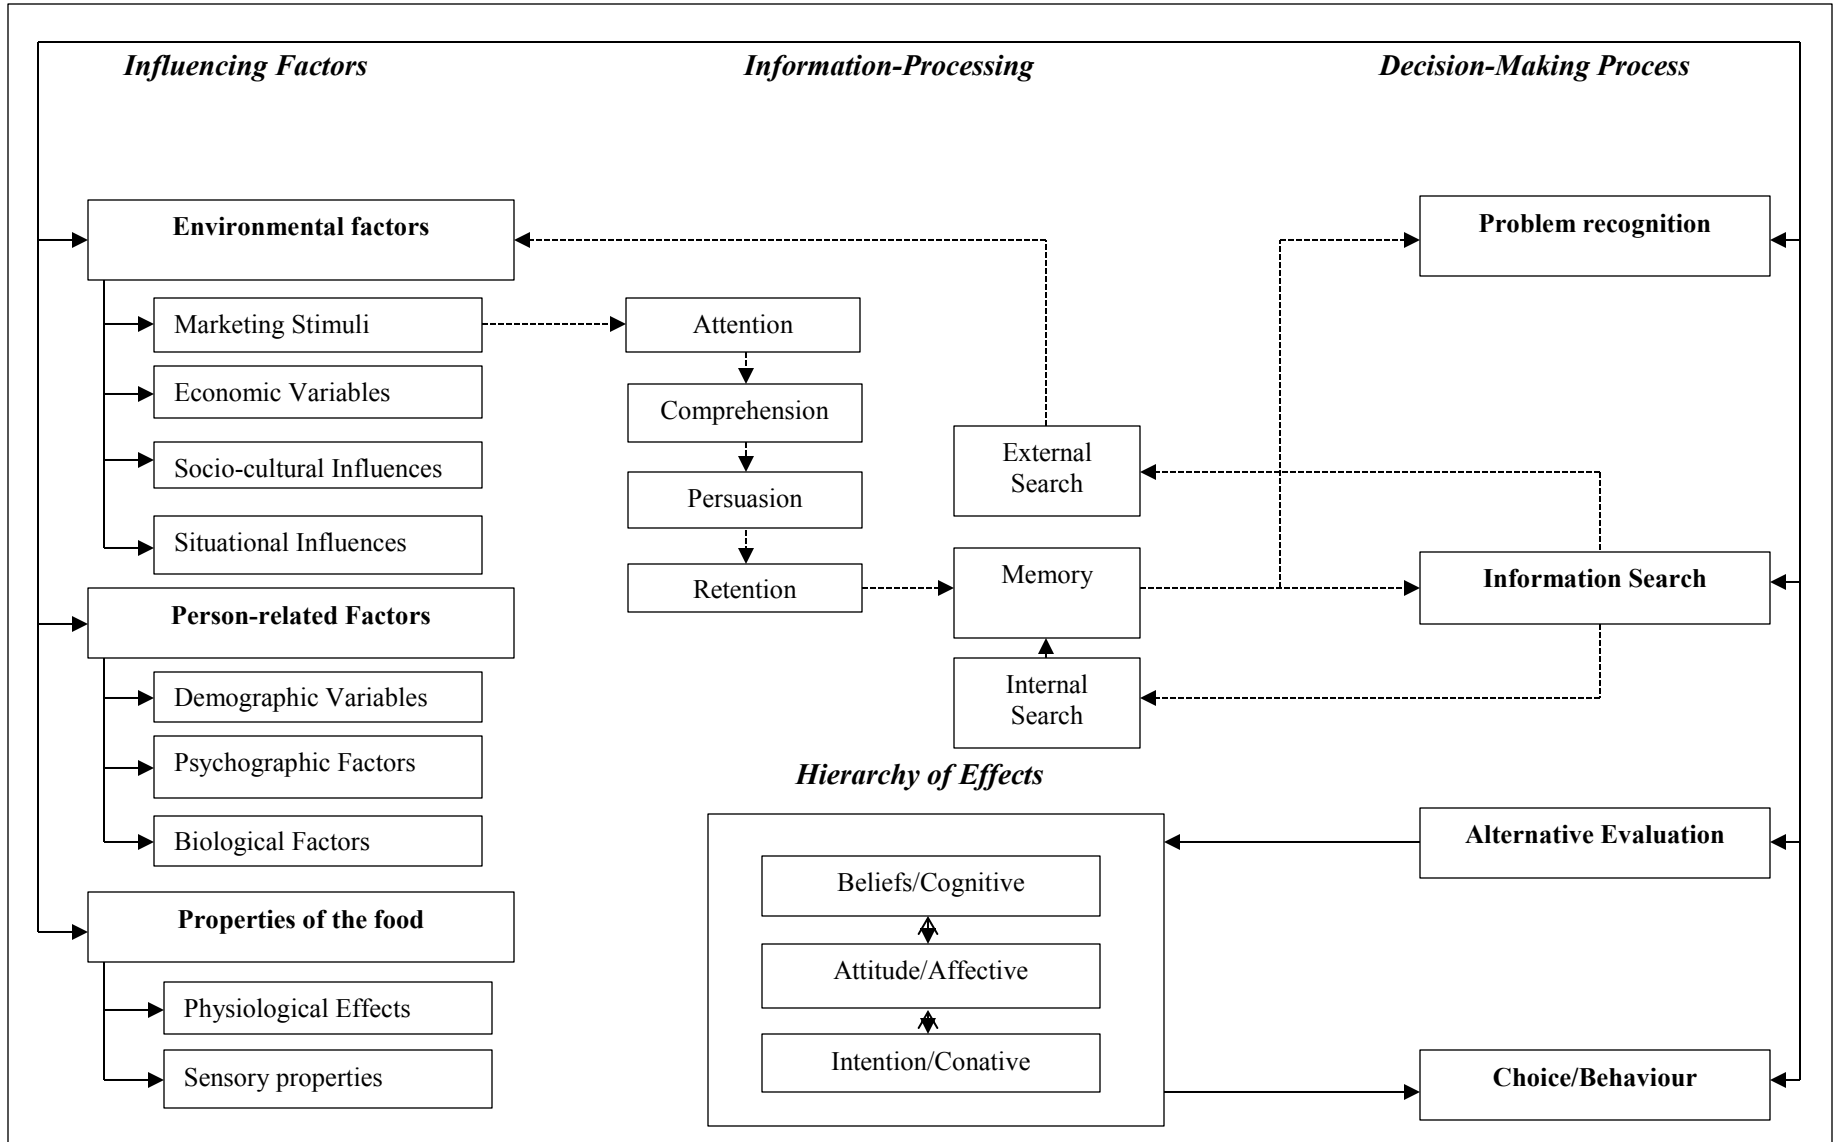 Influencing Factors
Information-Processing
Decision-Making Process
Environmental factors
Marketing Stimuli
Economic Variables
Socio-cultural Influences
Situational Influences
Person-related Factors
Demographic Variables
Psychographic Factors
Biological Factors
Properties of the food
Physiological Effects
Sensory properties
Attention
Comprehension
Persuasion
Retention
External
Search
Memory
Internal
Search
Hierarchy of Effects
Beliefs/Cognitive
Attitude/Affective
Intention/Conative
Problem recognition
Information Search
Alternative Evaluation
Choice/Behaviour